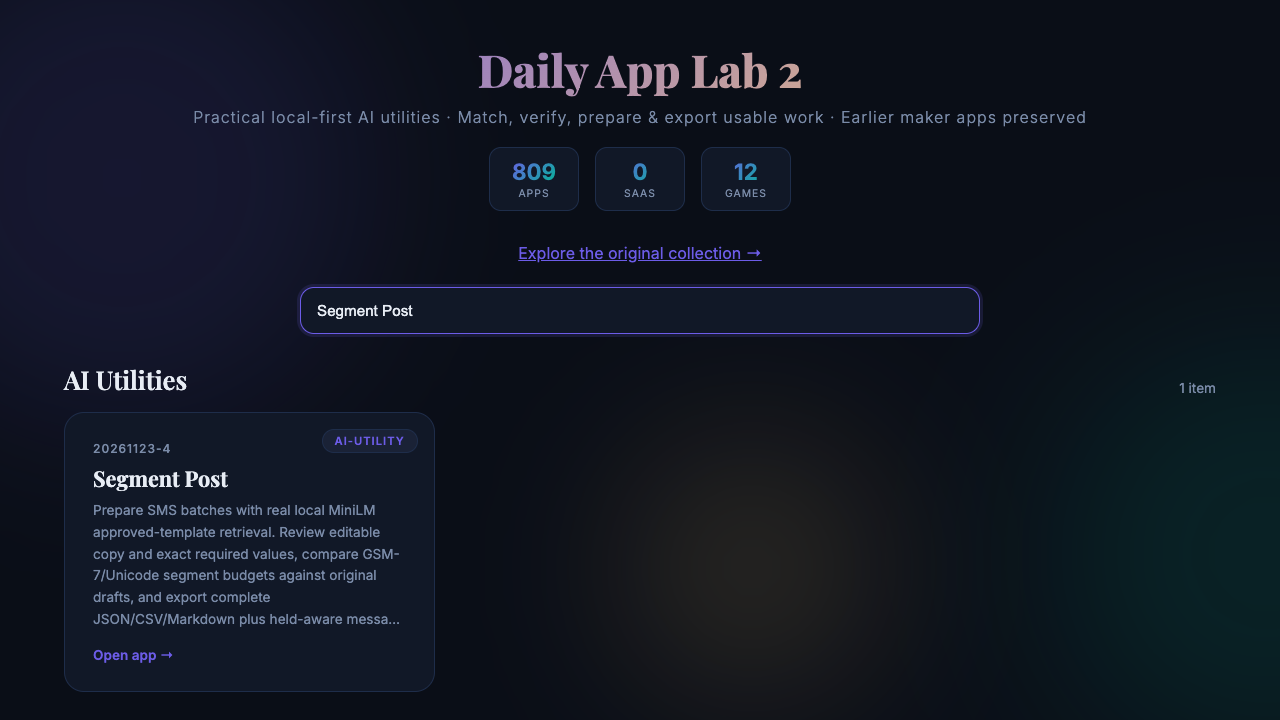 Daily App Lab 2
Practical local-first AI utilities · Match, verify, prepare & export usable work · Earlier maker apps preserved
809
APPS
0
SAAS
12
GAMES
Explore the original collection →
Segment Post
AI Utilities
1 item
20261123-4
AI-UTILITY
Segment Post
Prepare SMS batches with real local MiniLM
approved-template retrieval. Review editable
copy and exact required values, compare GSM-
7/Unicode segment budgets against original
drafts, and export complete
JSON/CSV/Markdown plus held-aware messa...
Open app →